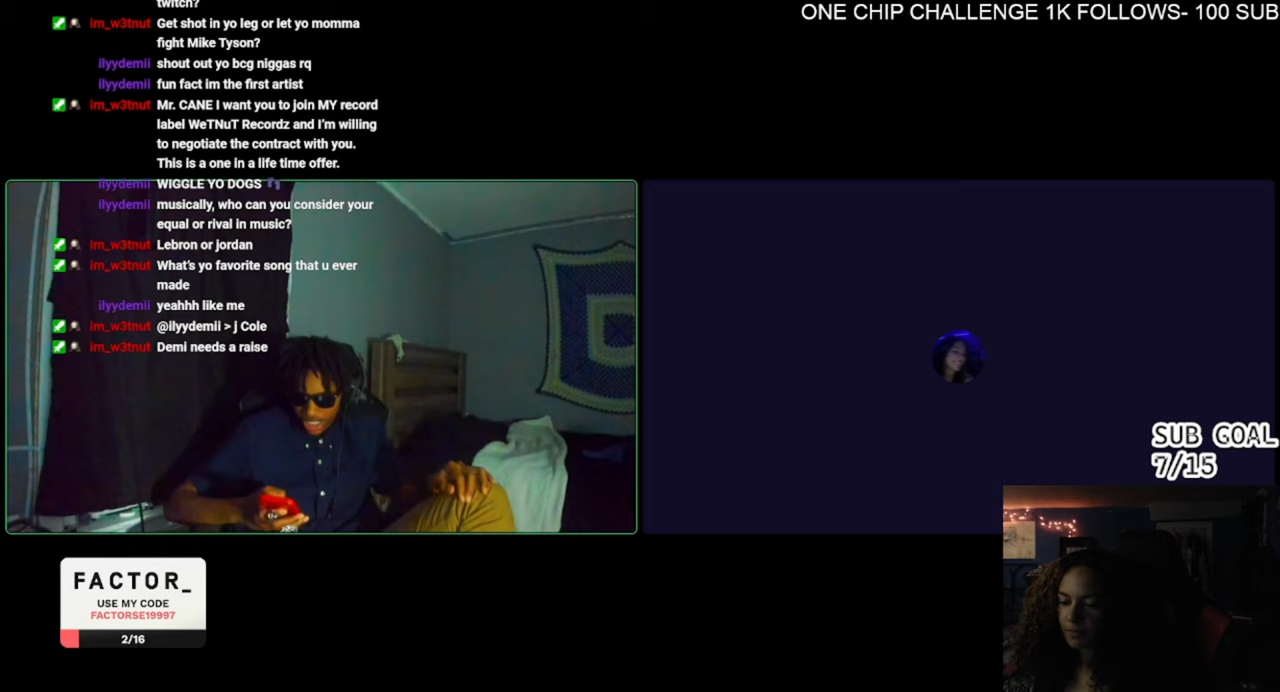 twitch?
ONE CHIP CHALLENGE 1K FOLLOWS- 100 SUB
im_w3tnut Get shot in yo leg or let yo momma
fight Mike Tyson?
ilyydemii shout out yo bcg niggas rq
ilyydemii fun fact im the first artist
im_w3tnut Mr. CANE I want you to join MY record
label WeTNuT Recordz and I'm willing
to negotiate the contract with you.
This is a one in a life time offer.
ilyydemii WIGGLE YO DOGS 👣
ilyydemii musically, who can you consider your
equal or rival in music?
im_w3tnut Lebron or jordan
im_w3tnut What's yo favorite song that u ever
made
ilyydemii yeahhh like me
im_w3tnut @ilyydemii > j Cole
im_w3tnut Demi needs a raise
SUB GOAL
7/15
FACTOR_
USE MY CODE
FACTORSE19997
2/16